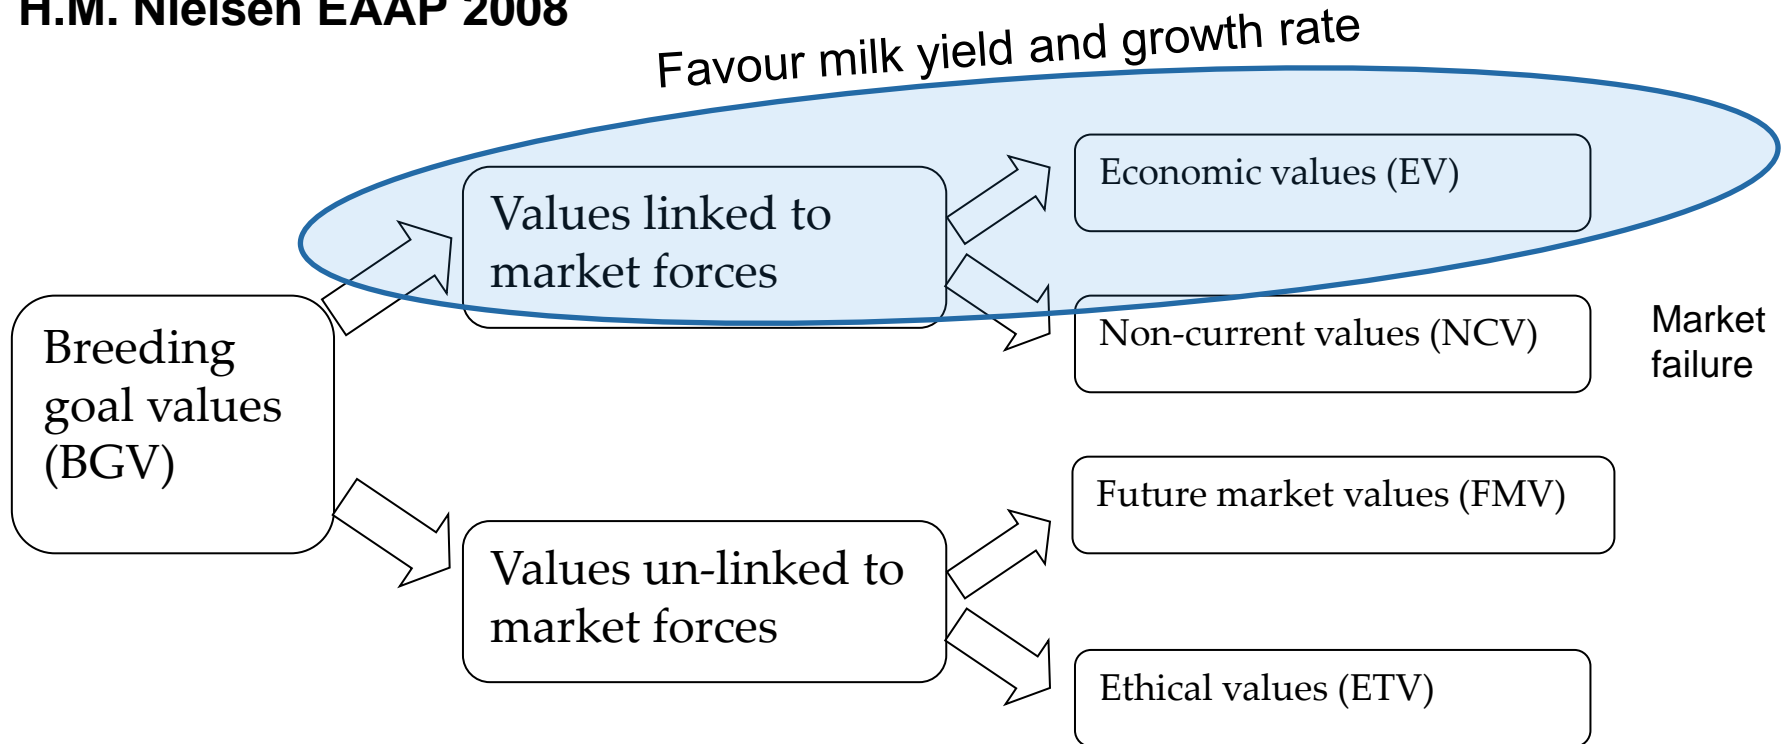 H.M. Nielsen EAAP 2008
Favour milk yield and growth rate
Economic values (EV)
Values linked to
market forces
Non-current values (NCV)
Market
failure
Breeding
goal values
(BGV)
Future market values (FMV)
Values un-linked to
market forces
Ethical values (ETV)